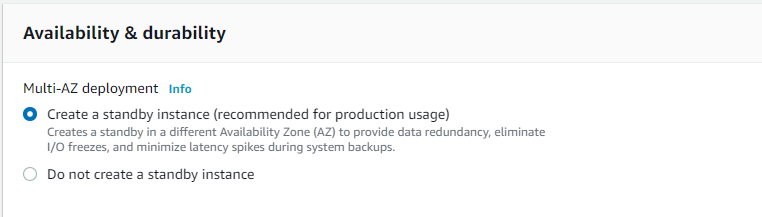 Availability & durability
Multi-AZ deployment Info
Create a standby instance (recommended for production usage)
Creates a standby in a different Availability Zone (AZ) to provide data redundancy, eliminate
I/O freezes, and minimize latency spikes during system backups.
Do not create a standby instance